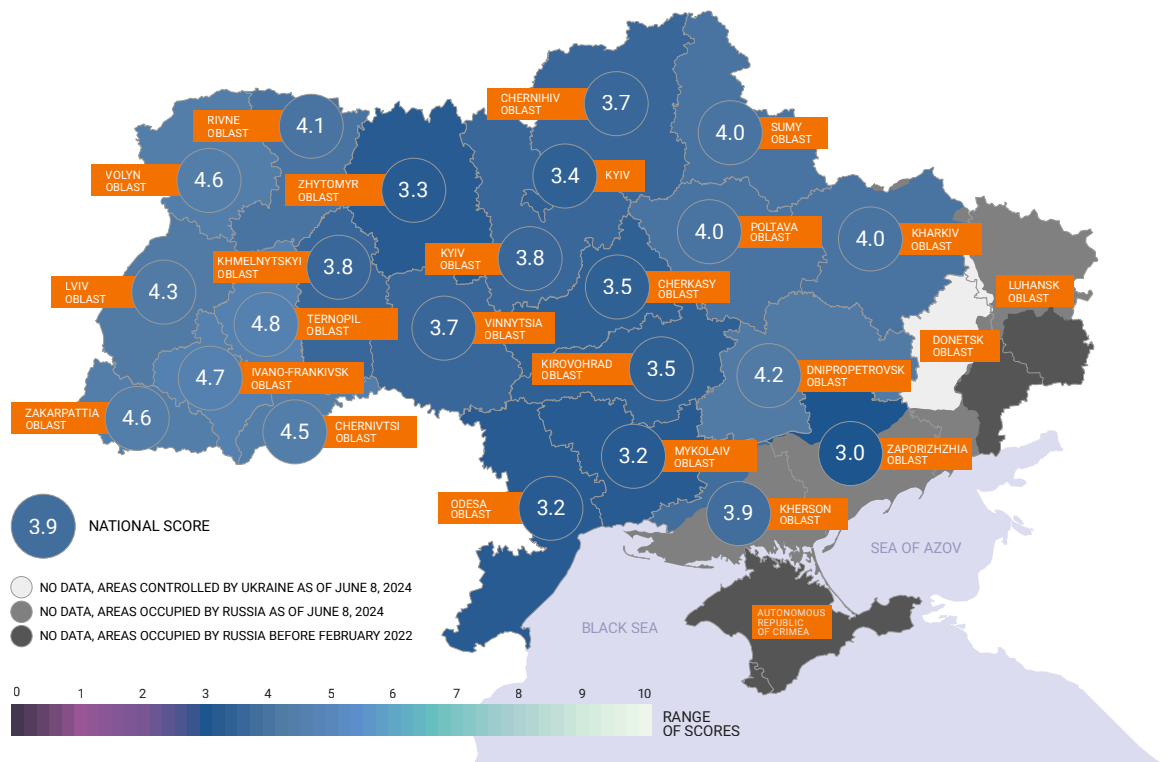 CHERNIHIV
OBLAST
3.7
RIVNE
OBLAST
4.1
4.0
SUMY
OBLAST
VOLYN
OBLAST
4.6
ZHYTOMYR
OBLAST
3.3
3.4
KYIV
4.0
POLTAVA
OBLAST
4.0
KHARKIV
OBLAST
KHMELNYTSKYI
OBLAST
3.8
KYIV
OBLAST
3.8
LVIV
OBLAST
4.3
3.5
CHERKASY
OBLAST
LUHANSK
OBLAST
4.8
TERNOPIL
OBLAST
3.7
VINNYTSIA
OBLAST
DONETSK
OBLAST
4.7
IVANO-FRANKIVSK
OBLAST
KIROVOHRAD
OBLAST
3.5
4.2
DNIPROPETROVSK
OBLAST
ZAKARPATTIA
OBLAST
4.6
4.5
CHERNIVTSI
OBLAST
3.2
MYKOLAIV
OBLAST
3.0
ZAPORIZHZHIA
OBLAST
ODESA
OBLAST
3.2
3.9
KHERSON
OBLAST
3.9
NATIONAL SCORE
SEA OF AZOV
NO DATA, AREAS CONTROLLED BY UKRAINE AS OF JUNE 8, 2024
NO DATA, AREAS OCCUPIED BY RUSSIA AS OF JUNE 8, 2024
NO DATA, AREAS OCCUPIED BY RUSSIA BEFORE FEBRUARY 2022
BLACK SEA
AUTONOMOUS
REPUBLIC
OF CRIMEA
0 1 2 3 4 5 6 7 8 9 10
RANGE
OF SCORES